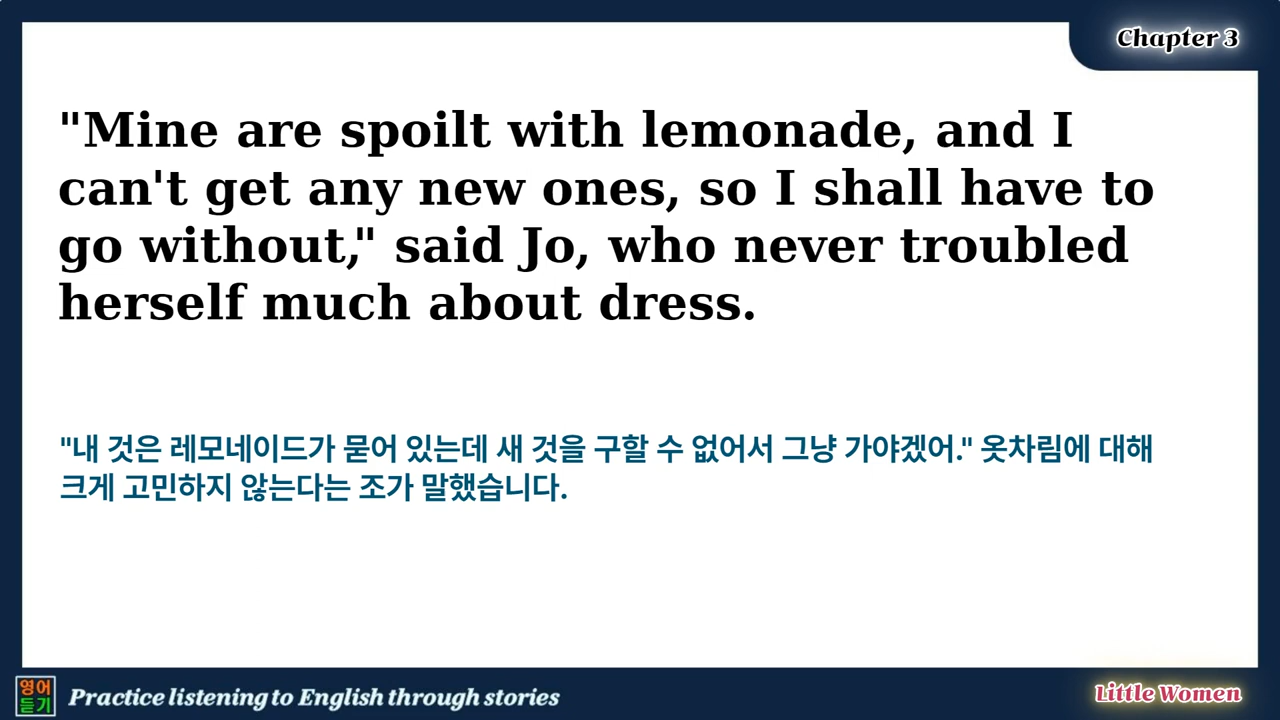 Chapter 3
"Mine are spoilt with lemonade, and I
can't get any new ones, so I shall have to
go without," said Jo, who never troubled
herself much about dress.
"내 것은 레모네이드가 묻어 있는데 새 것을 구할 수 없어서 그냥 가야겠어." 옷차림에 대해
크게 고민하지 않는다는 조가 말했습니다.
영어
듣기
Practice listening to English through stories
Little Women